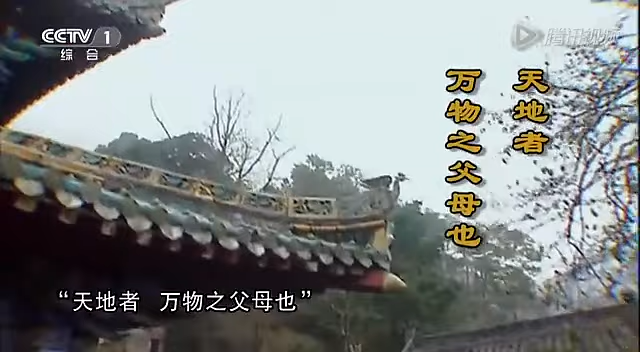 CCTV 1
综合
腾讯视频
天地者
万物之父母也
“天地者 万物之父母也”